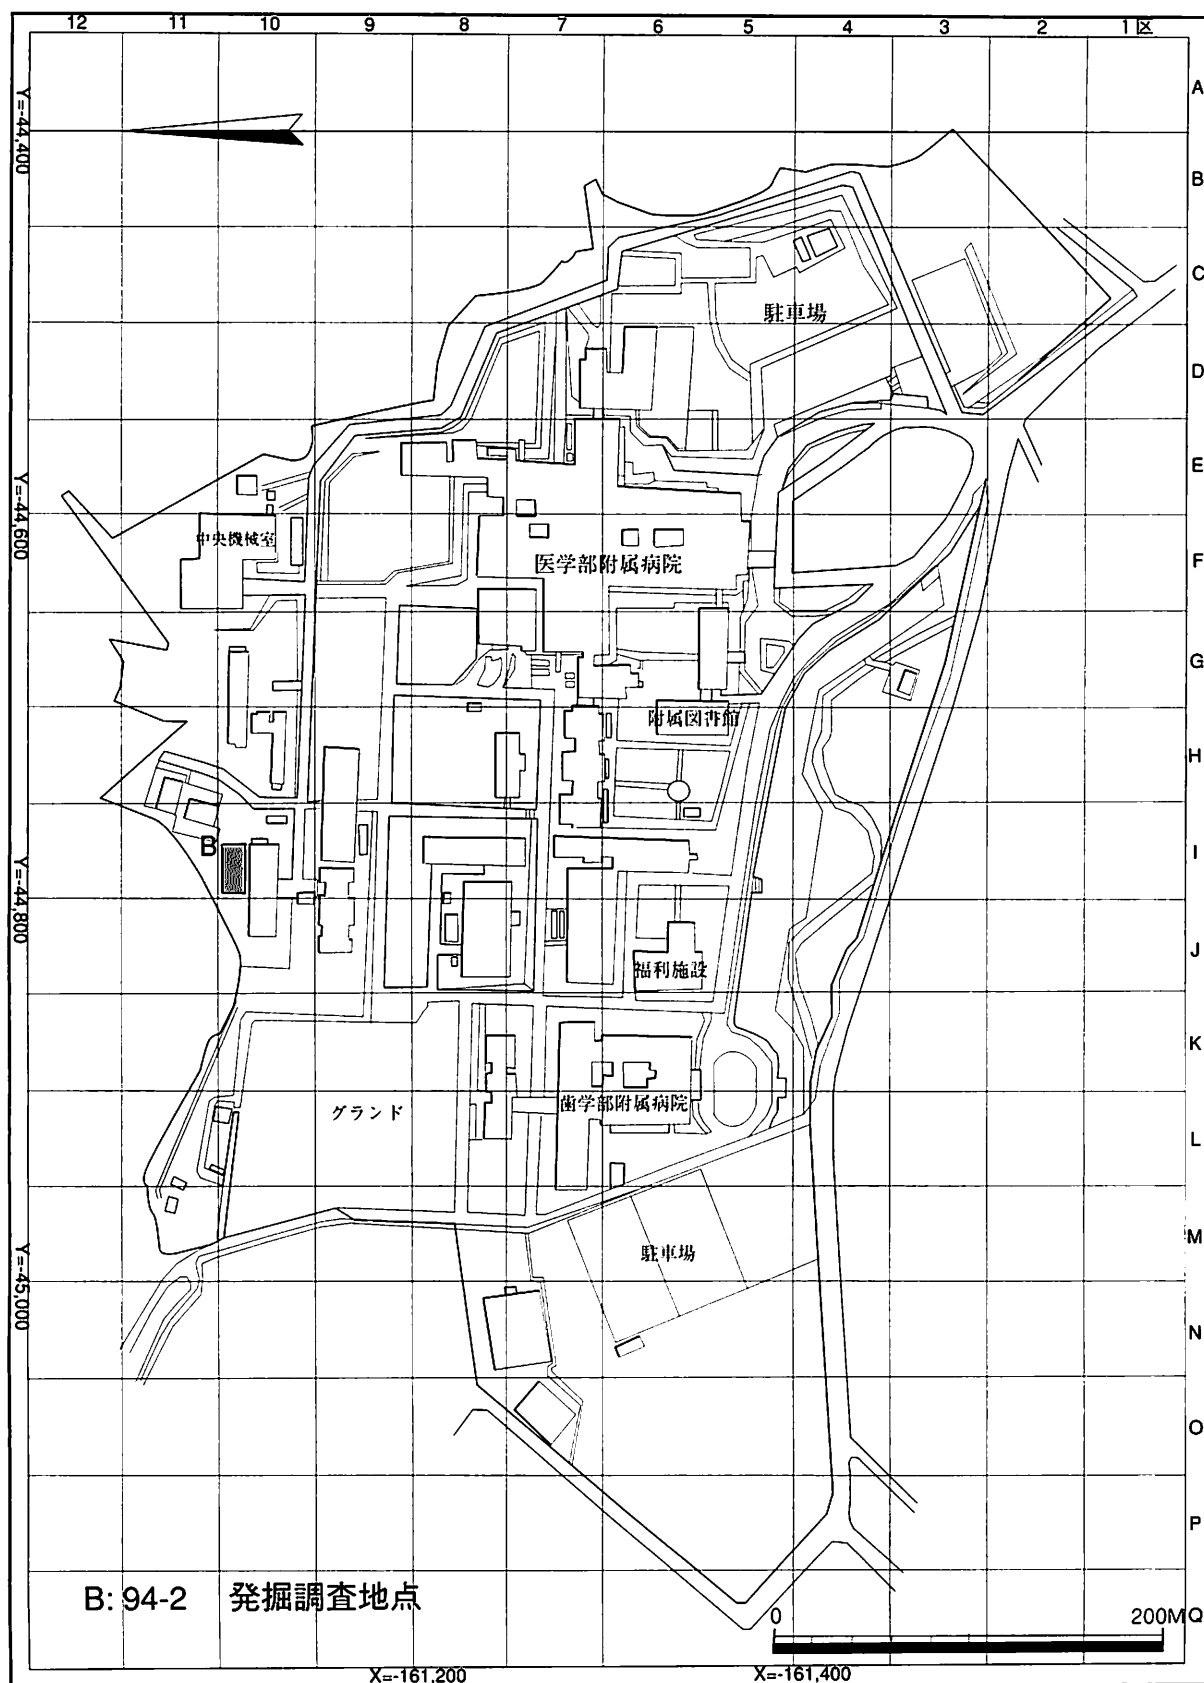 12 11 10 9 8 7 6 5 4 3 2 1区
A
Y=-44,400
B
C
駐車場
D
E
Y=-44,600
中央機械室
医学部附属病院
F
G
附属図書館
H
B
I
Y=-44,800
福利施設
J
K
グランド
歯学部附属病院
L
駐車場
M
Y=-45,000
N
O
P
B: 94-2 発掘調査地点
0 200M
Q
X=-161,200 X=-161,400